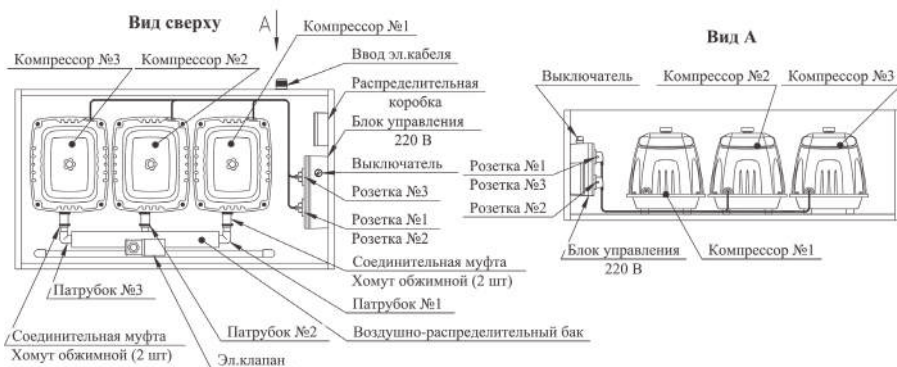 Вид сверху
А
Компрессор №1
Компрессор №3
Компрессор №2
Ввод эл.кабеля
Распределительная
коробка
Блок управления
220 В
Выключатель
Розетка №3
Розетка №1
Розетка №2
Соединительная муфта
Хомут обжимной (2 шт)
Патрубок №3
Патрубок №1
Соединительная муфта
Хомут обжимной (2 шт)
Патрубок №2
Воздушно-распределительный бак
Эл.клапан
Вид А
Выключатель
Компрессор №2
Компрессор №3
Розетка №1
Розетка №3
Розетка №2
Блок управления
220 В
Компрессор №1